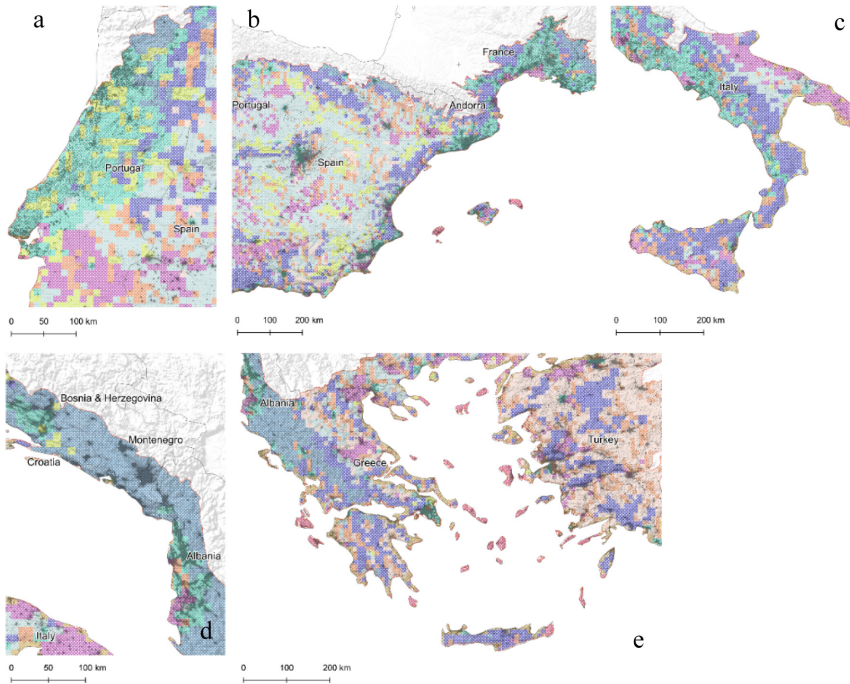 a
Portugal
Spain
0 50 100 km
b
France
Portugal
Andorra
Spain
0 100 200 km
c
Italy
0 100 200 km
Bosnia & Herzegovina
Montenegro
Croatia
Albania
Italy
d
0 50 100 km
Albania
Turkey
Greece
e
0 100 200 km